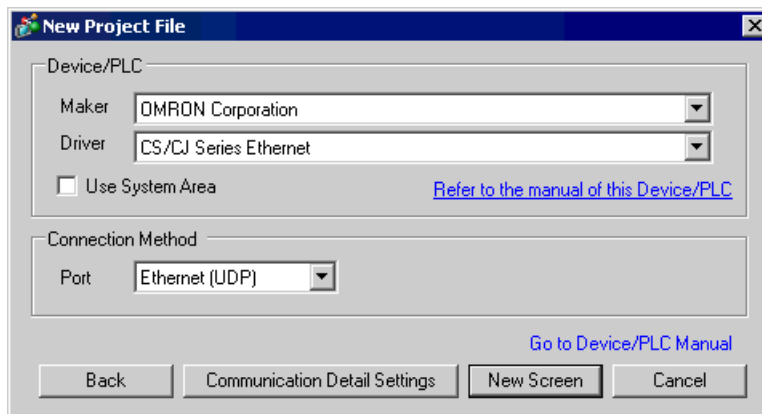 New Project File
Device/PLC
Maker OMRON Corporation
Driver CS/CJ Series Ethernet
Use System Area Refer to the manual of this Device/PLC
Connection Method
Port Ethernet (UDP)
Go to Device/PLC Manual
Back Communication Detail Settings New Screen Cancel